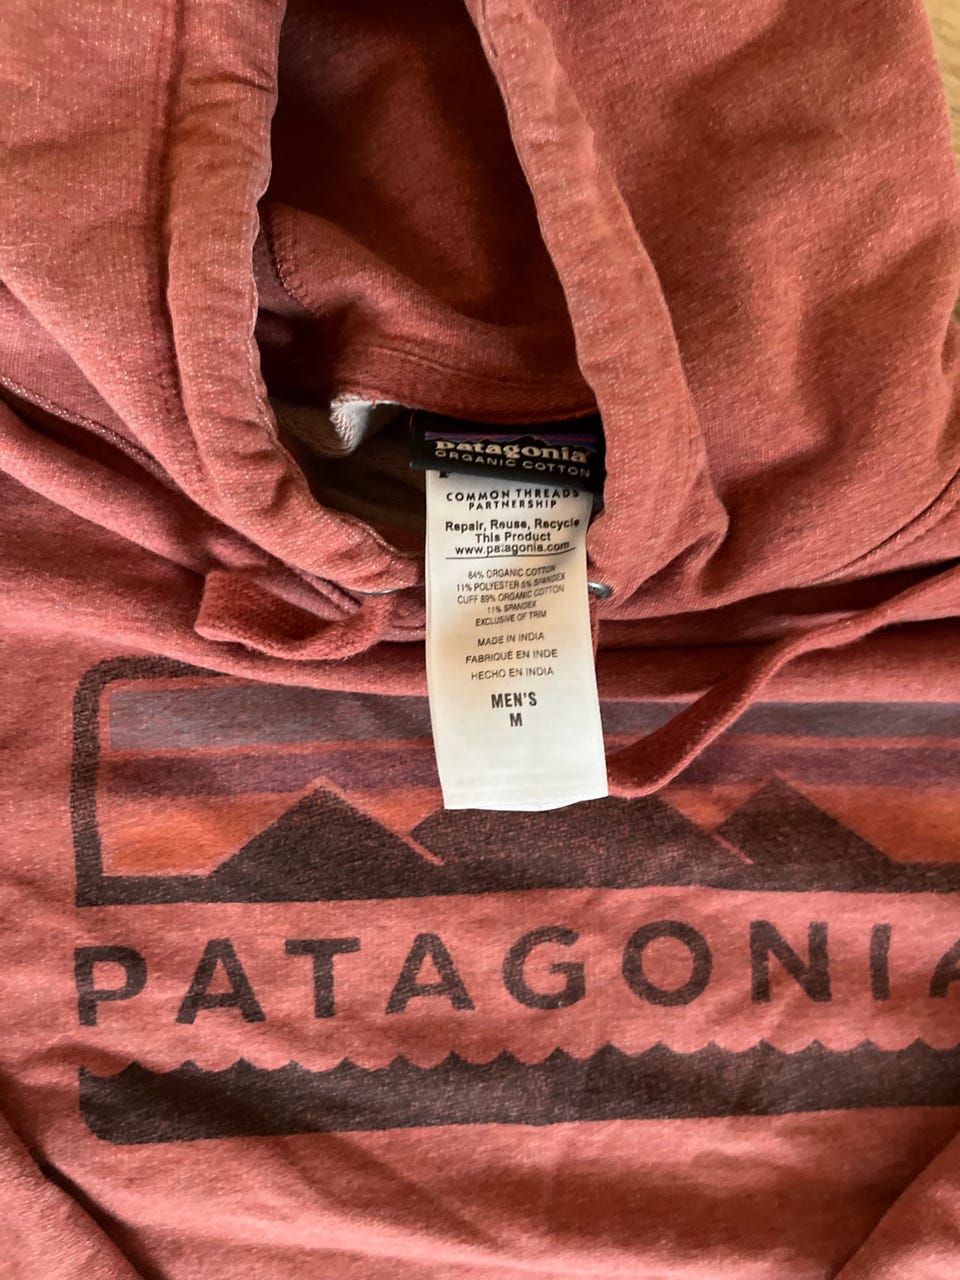 patagonia
ORGANIC COTTON
COMMON THREADS
PARTNERSHIP
Repair, Reuse, Recycle
This Product
www.patagonia.com
84% ORGANIC COTTON
11% POLYESTER 5% SPANDEX
CUFF 89% ORGANIC COTTON
11% SPANDEX
EXCLUSIVE OF TRIM
MADE IN INDIA
FABRIQUÉ EN INDE
HECHO EN INDIA
MEN'S
M
PATAGONIA